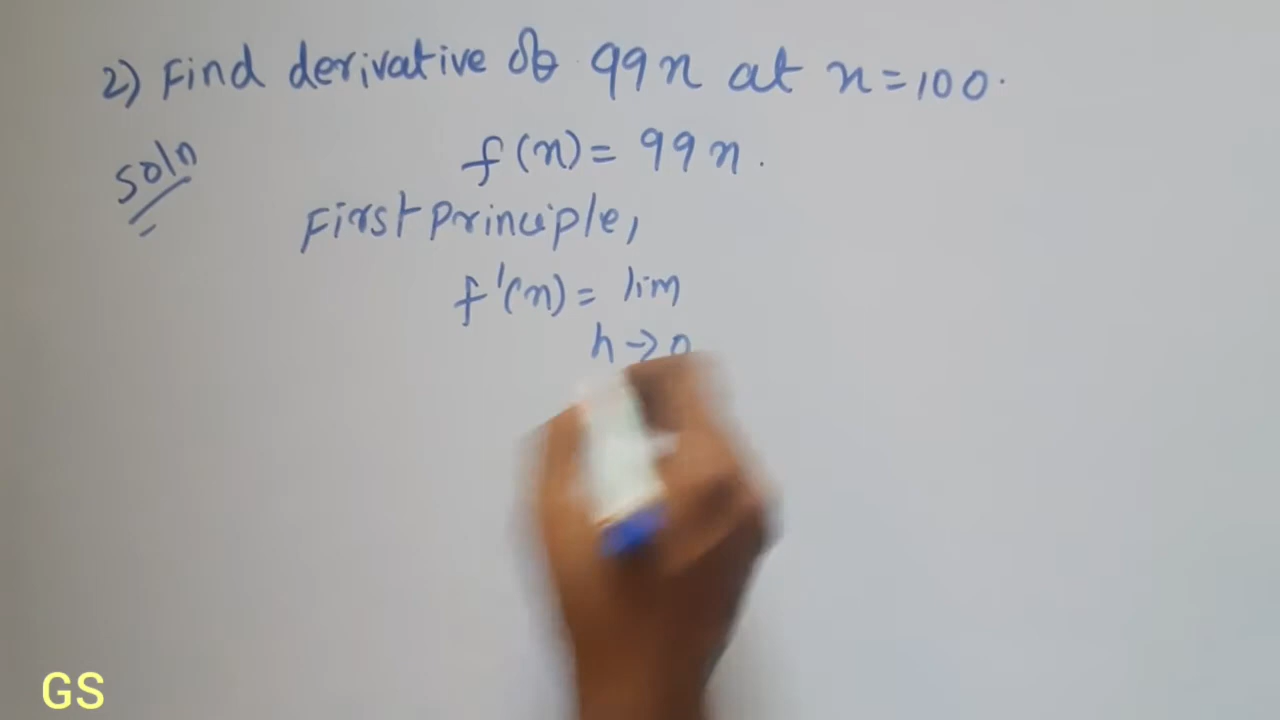 2) Find derivative of 99x at x=100.
Soln
f(x) = 99x.
First principle,
f'(x) = lim
h→0
GS